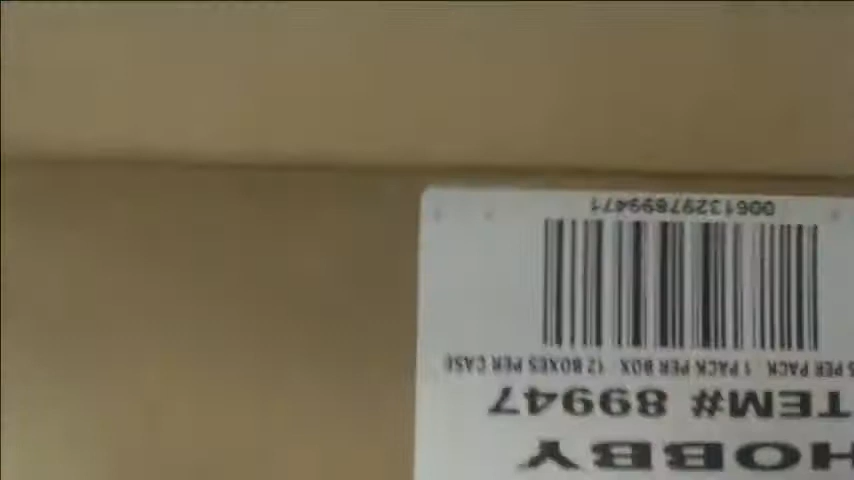 HOBBY
TEM# 89947
S PER PACK 1 PACK PER BOX 12 BOXES PER CASE
00613297899471